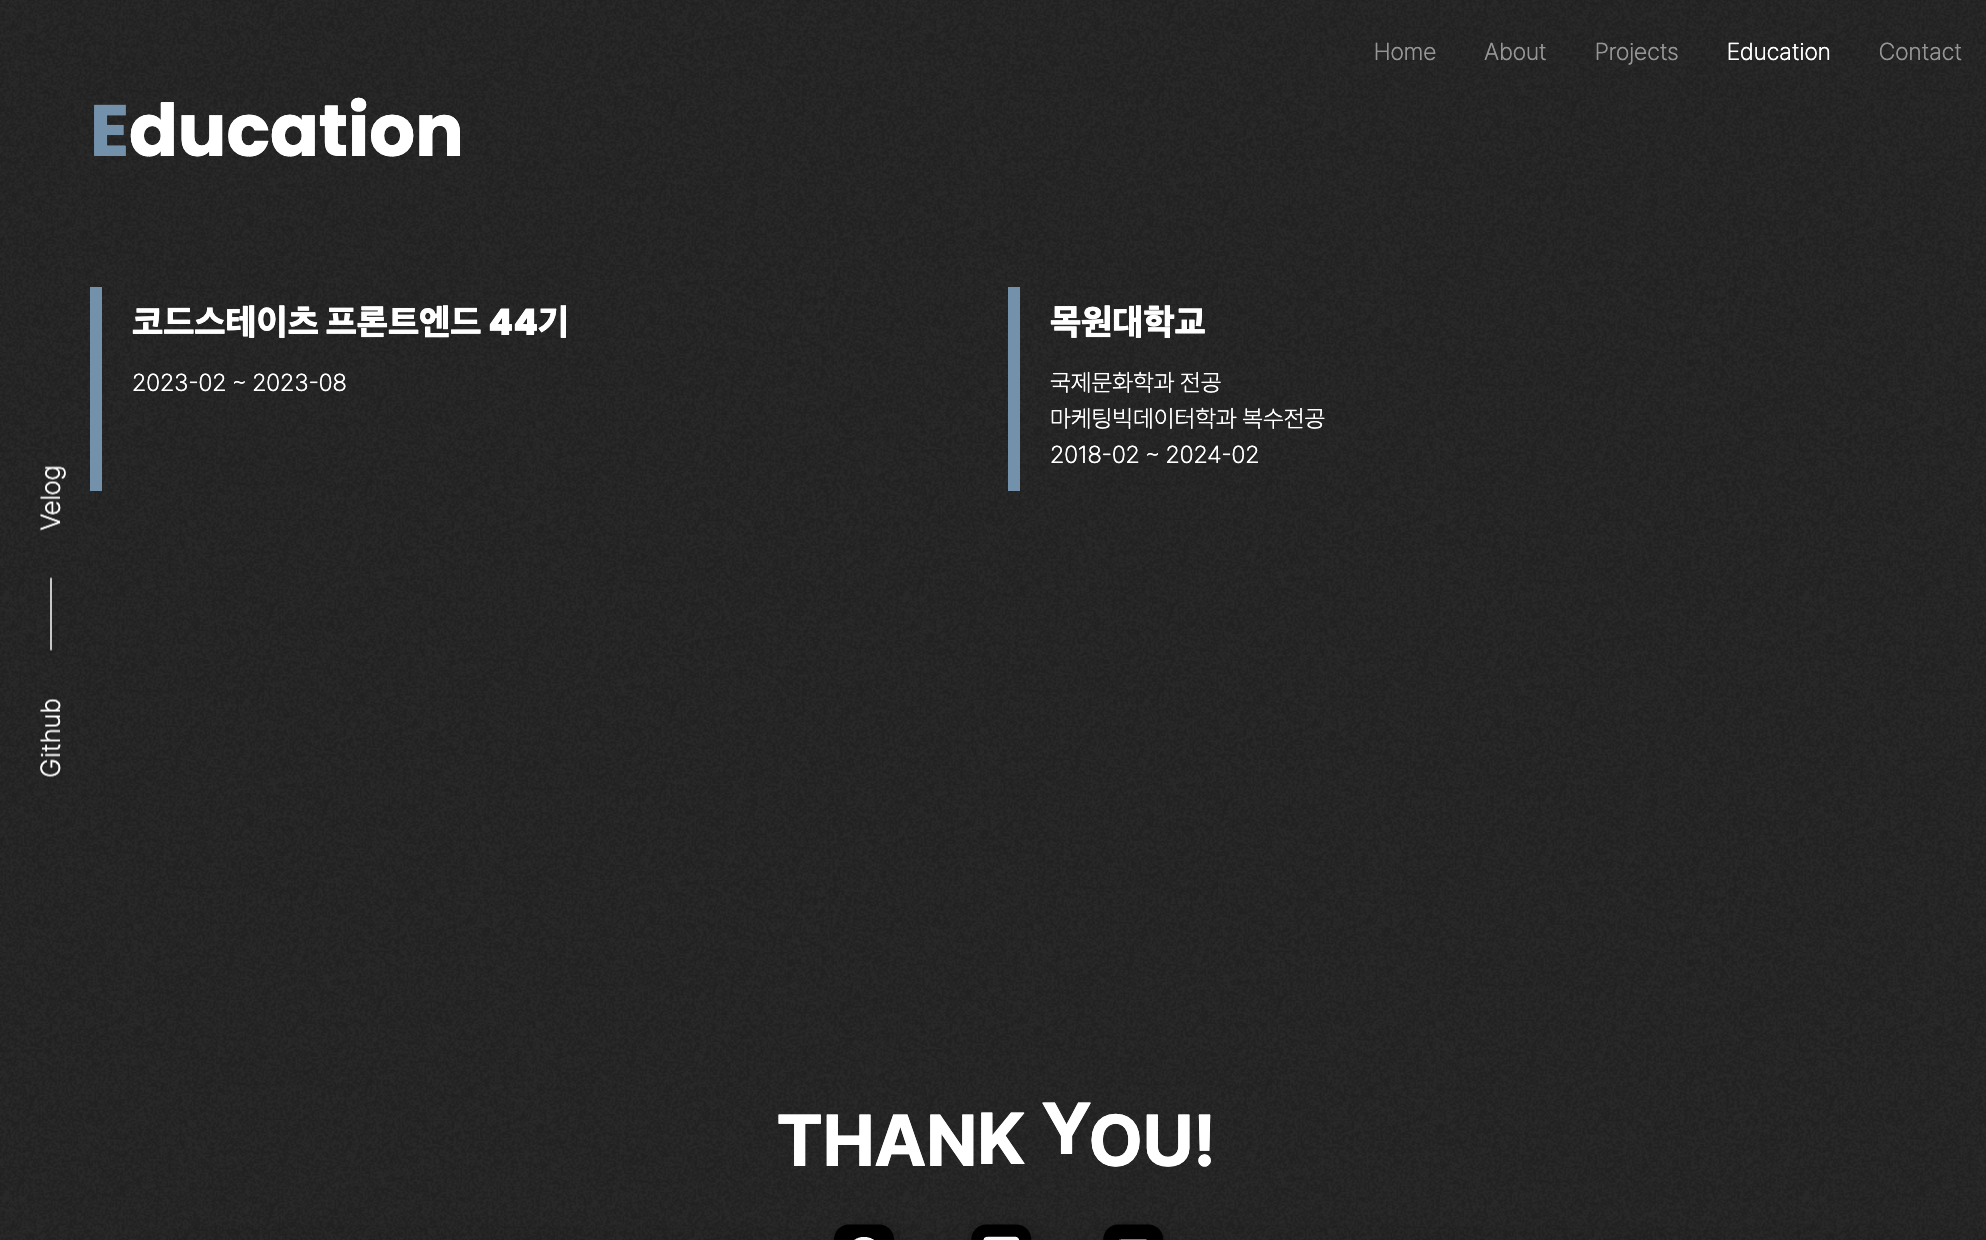 Home About Projects Education Contact
Education
코드스테이츠 프론트엔드 44기
2023-02 ~ 2023-08
목원대학교
국제문화학과 전공
마케팅빅데이터학과 복수전공
2018-02 ~ 2024-02
Velog
Github
THANK YOU!